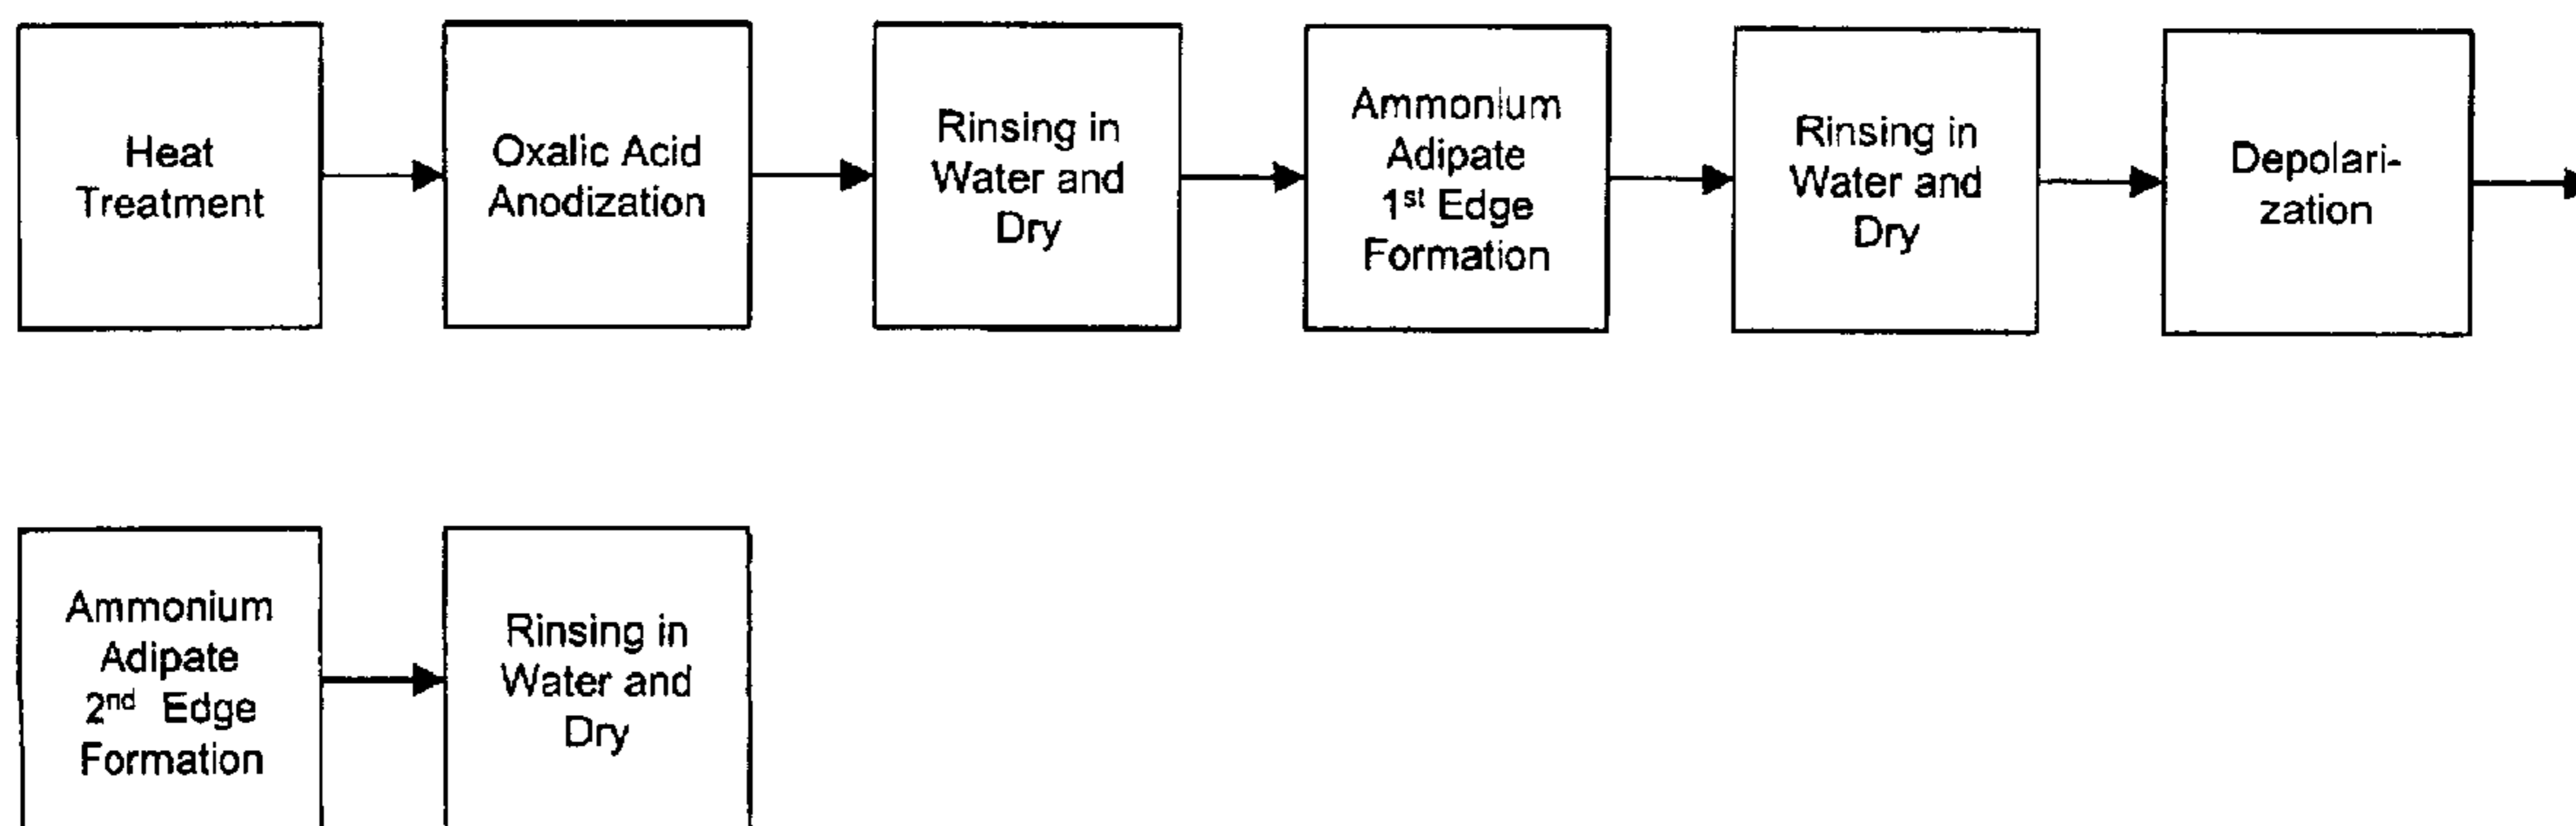 Heat
Treatment
Oxalic Acid
Anodization
Rinsing in
Water and
Dry
Ammonium
Adipate
1st Edge
Formation
Rinsing in
Water and
Dry
Depolari-
zation
Ammonium
Adipate
2nd Edge
Formation
Rinsing in
Water and
Dry